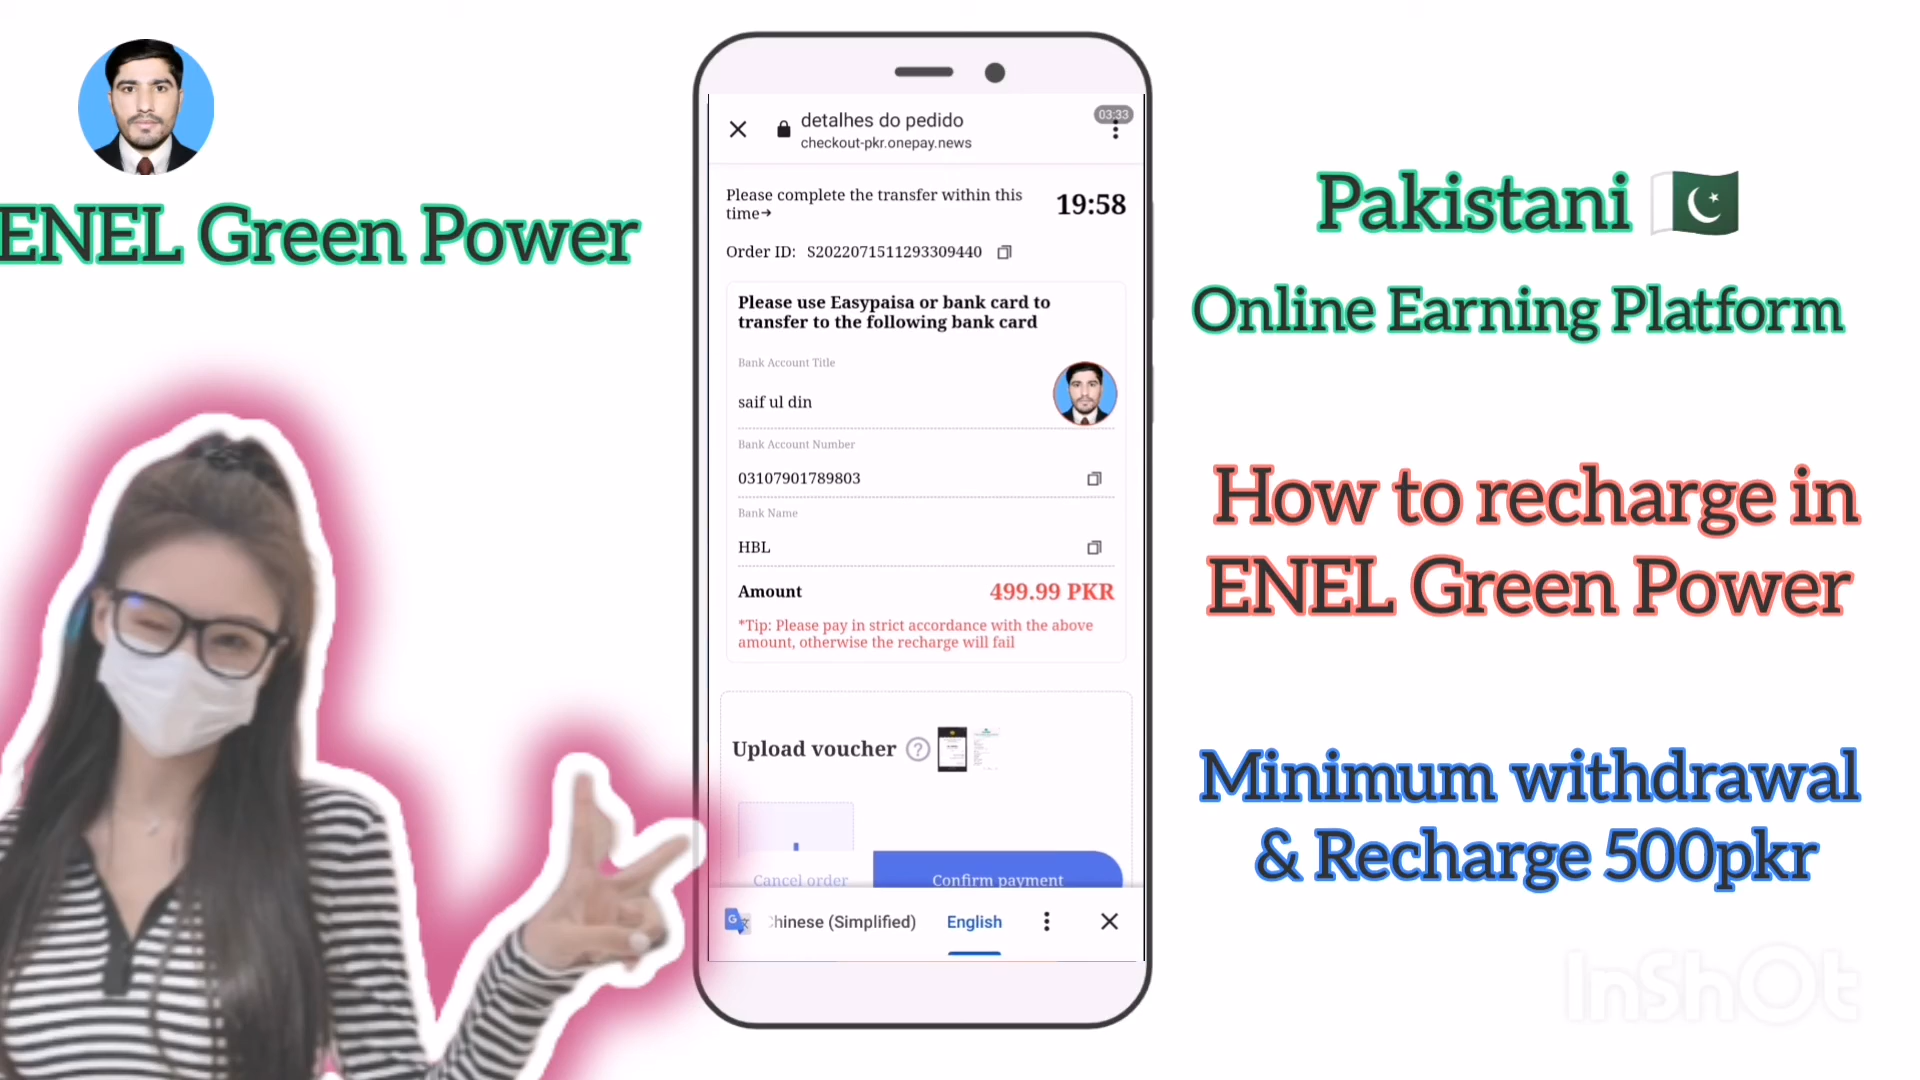 ENEL Green Power
03:33
detalhes do pedido
checkout-pkr.onepay.news
Please complete the transfer within this
time→
19:58
Order ID: S2022071511293309440
Please use Easypaisa or bank card to
transfer to the following bank card
Bank Account Title
saif ul din
Bank Account Number
03107901789803
Bank Name
HBL
Amount 499.99 PKR
*Tip: Please pay in strict accordance with the above
amount, otherwise the recharge will fail
Upload voucher ?
Cancel order
Confirm payment
hinese (Simplified)
English
Pakistani
Online Earning Platform
How to recharge in
ENEL Green Power
Minimum withdrawal
& Recharge 500pkr
InShOt